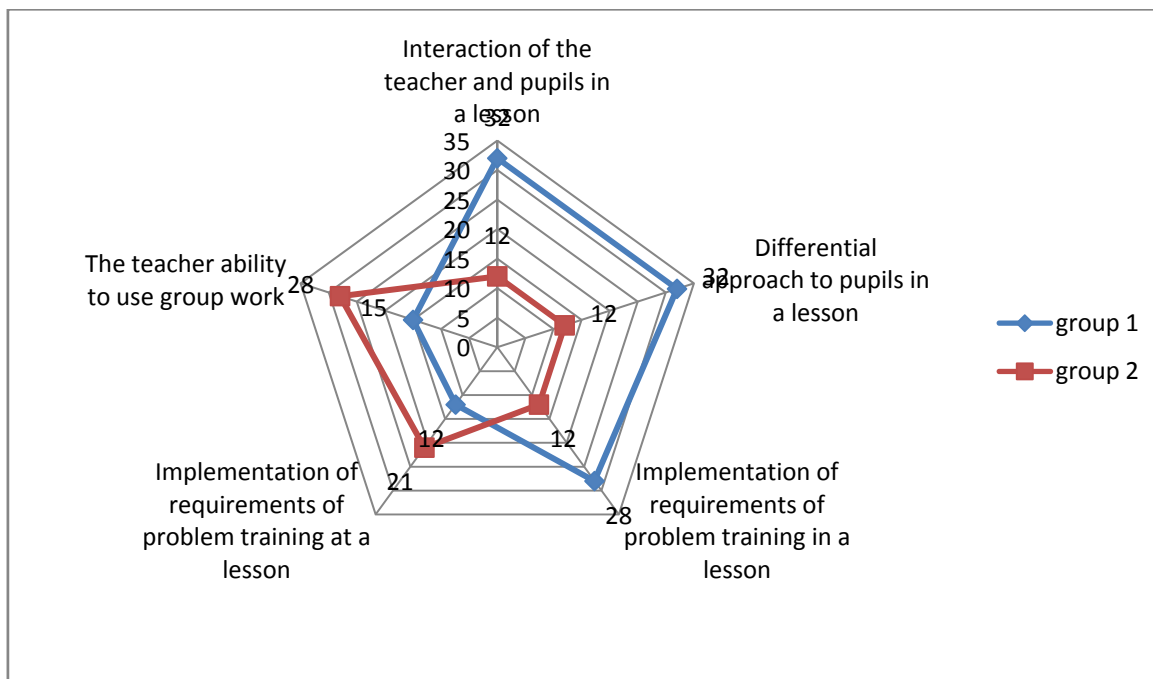 Interaction of the
teacher and pupils in
a lesson
32
35
30
25
20
15
10
5
0
12
Differential
approach to pupils in
a lesson
32
12
The teacher ability
to use group work
28
15
Implementation of
requirements of
problem training at a
lesson
12
21
Implementation of
requirements of
problem training in a
lesson
12
28
group 1
group 2